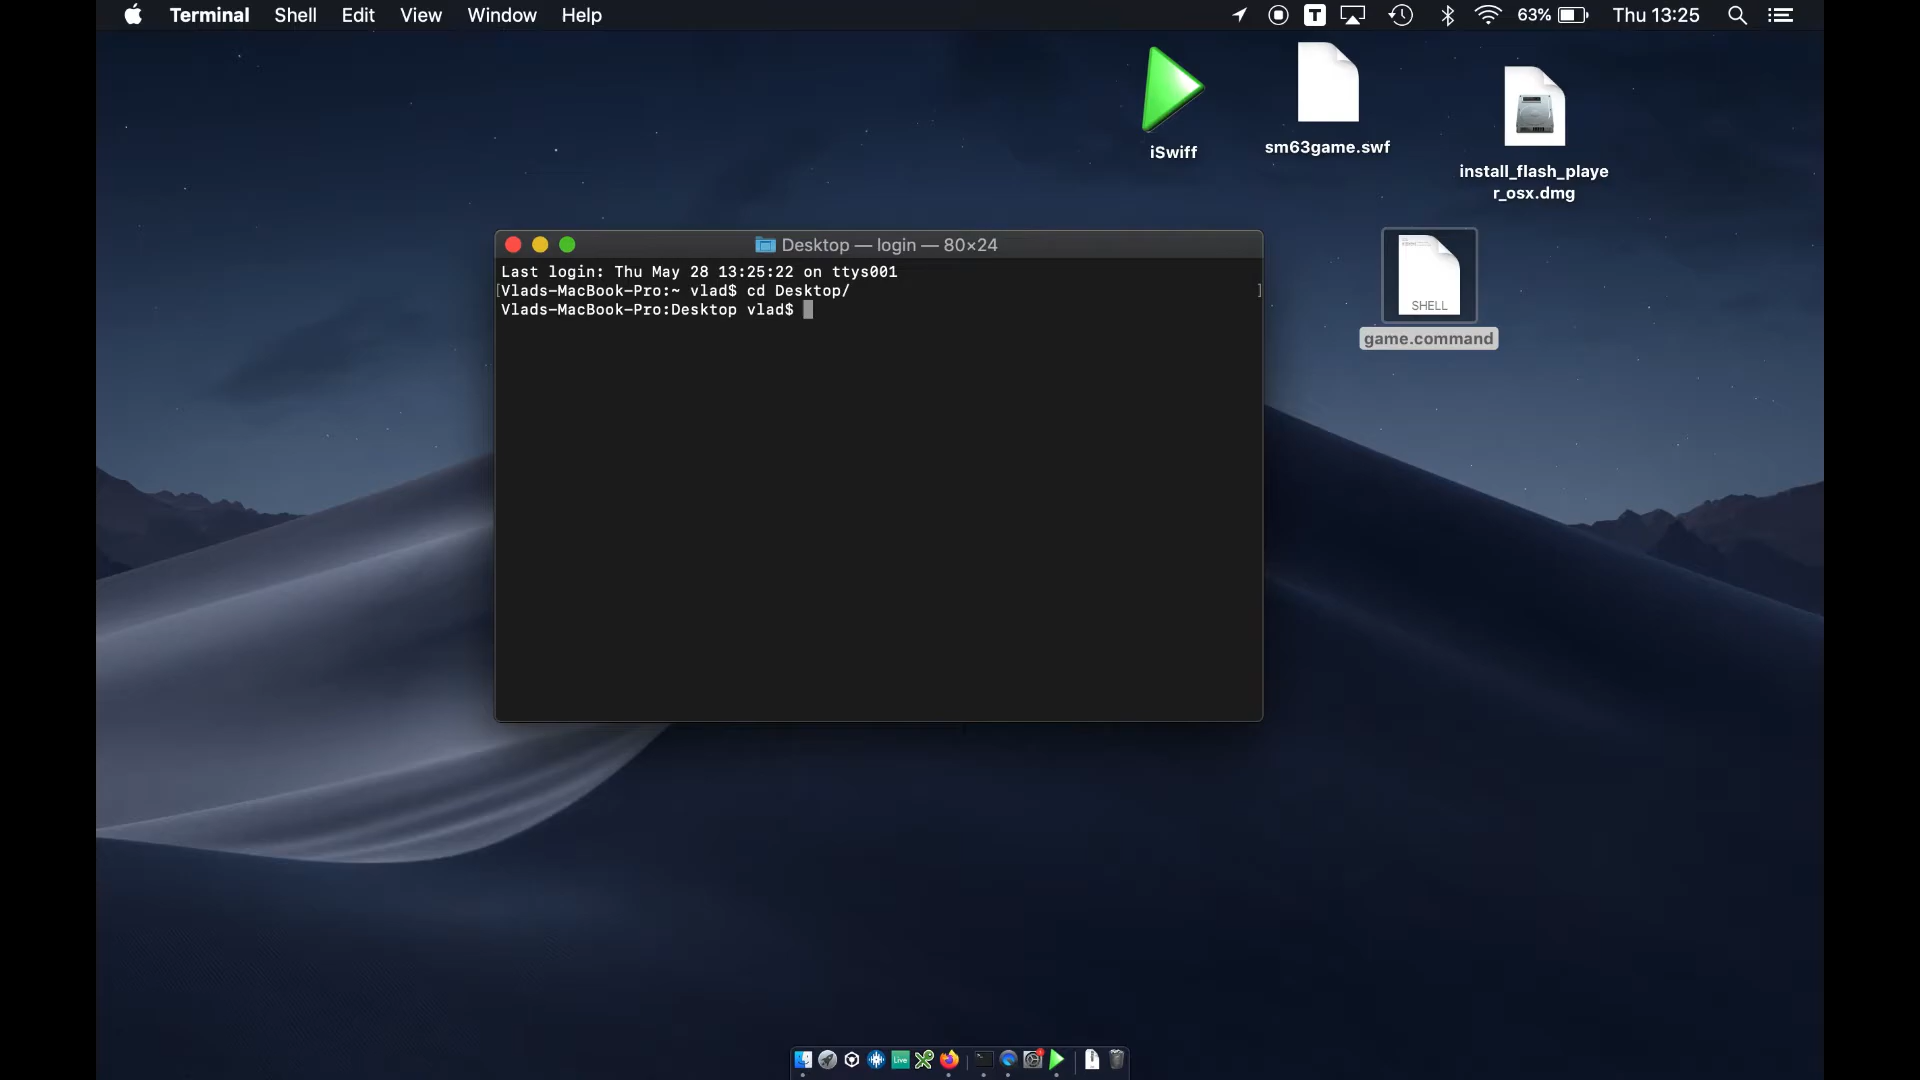 Terminal Shell Edit View Window Help
T 63% Thu 13:25
iSwiff
sm63game.swf
install_flash_playe
r_osx.dmg
Desktop — login — 80×24
Last login: Thu May 28 13:25:22 on ttys001
[Vlads-MacBook-Pro:~ vlad$ cd Desktop/ ]
Vlads-MacBook-Pro:Desktop vlad$
SHELL
game.command
Live